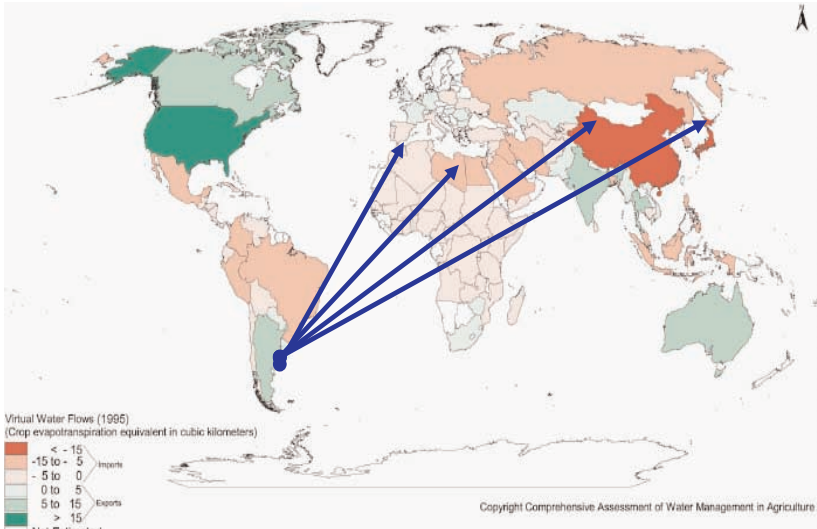 N
Virtual Water Flows (1995)
(Crop evapotranspiration equivalent in cubic kilometers)
< - 15
-15 to - 5
- 5 to 0
Imports
0 to 5
5 to 15
> 15
Exports
Copyright Comprehensive Assessment of Water Management in Agriculture